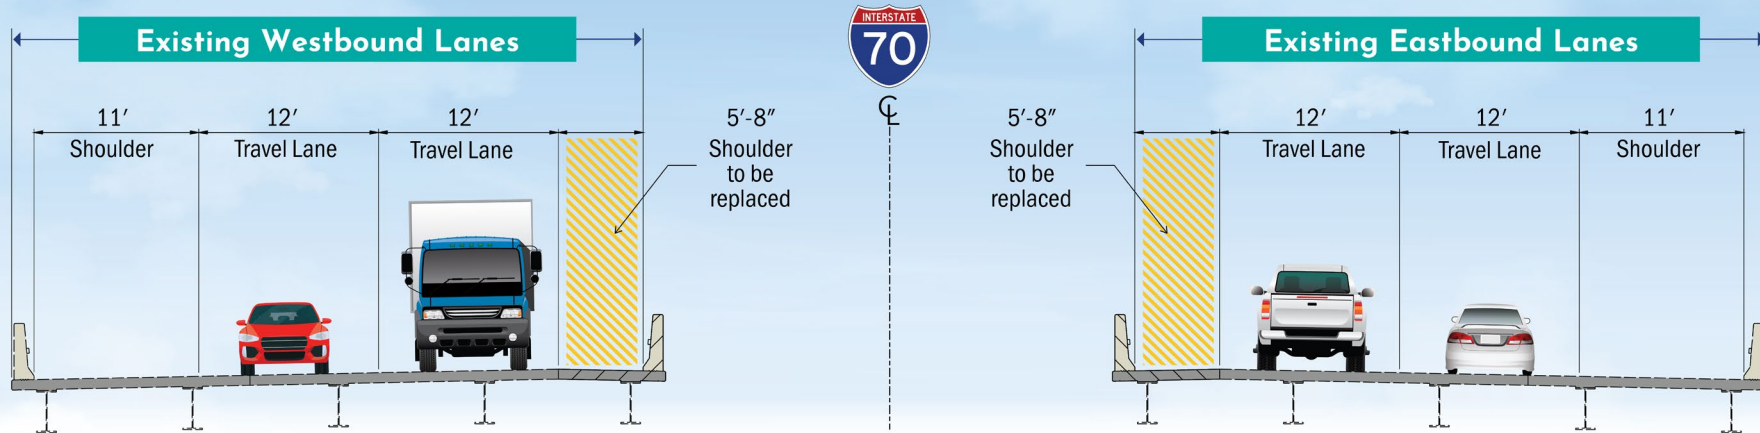 Existing Westbound Lanes
INTERSTATE
70
Existing Eastbound Lanes
11'
Shoulder
12'
Travel Lane
12'
Travel Lane
5'-8"
Shoulder
to be
replaced
CL
5'-8"
Shoulder
to be
replaced
12'
Travel Lane
12'
Travel Lane
11'
Shoulder